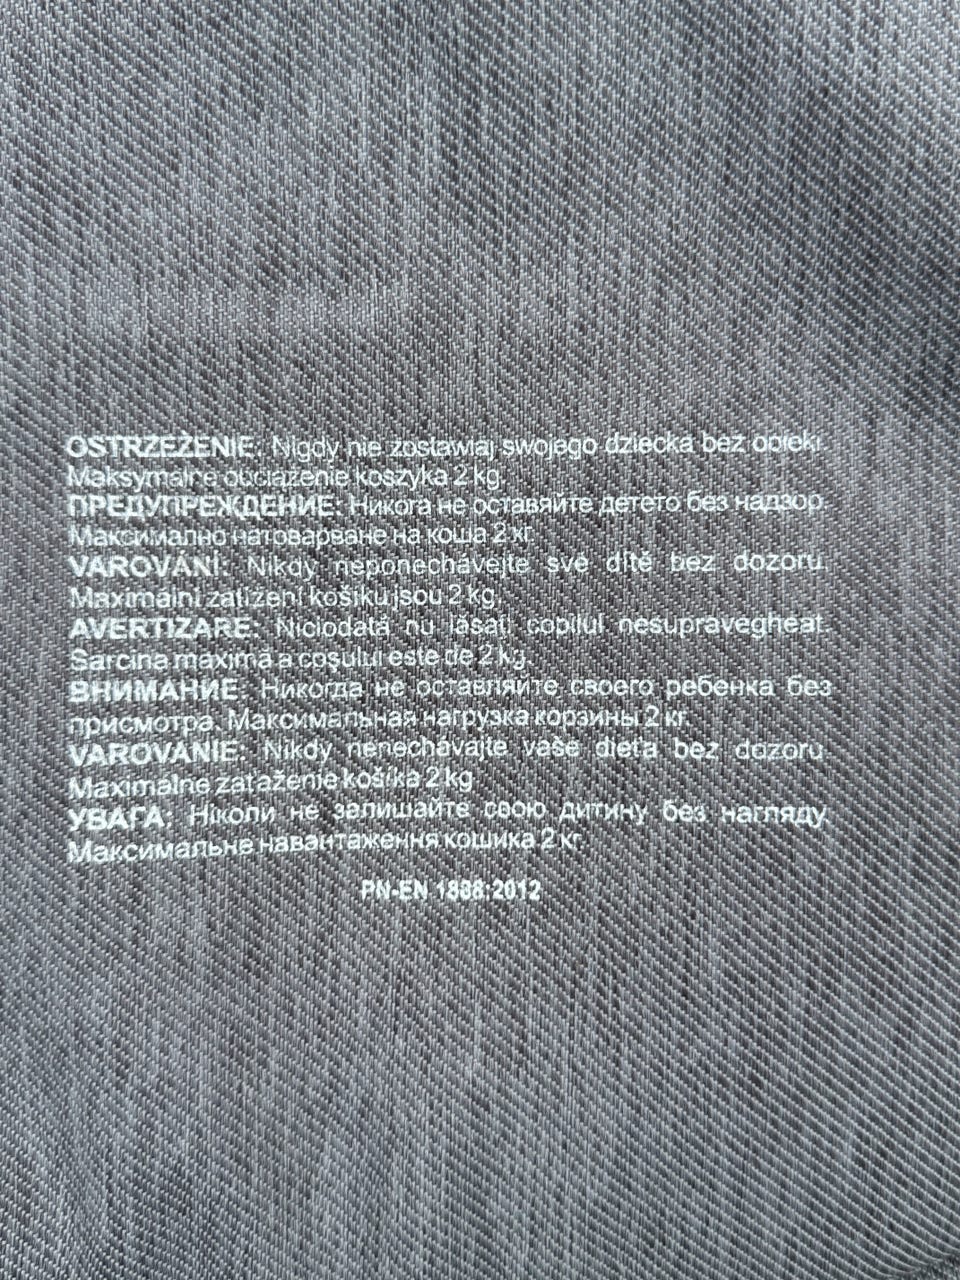 OSTRZEŻENIE: Nigdy nie zostawiaj swojego dziecka bez opieki.
Maksymalne obciążenie koszyka 2 kg.
ПРЕДУПРЕЖДЕНИЕ: Никога не оставяйте детето без надзор.
Максимално натоварване на коша 2 кг
VAROVÁNÍ: Nikdy neponechávejte své dítě bez dozoru.
Maximální zatížení košíku jsou 2 kg
AVERTIZARE: Niciodată nu lăsați copilul nesupravegheat.
Sarcina maximă a coșului este de 2 kg.
ВНИМАНИЕ: Никогда не оставляйте своего ребенка без
присмотра. Максимальная нагрузка корзины 2 кг.
VAROVANIE: Nikdy nenechávajte vaše dieťa bez dozoru.
Maximálne zaťaženie košíka 2 kg
УВАГА: Ніколи не залишайте свою дитину без нагляду.
Максимальне навантаження кошика 2 кг.
PN-EN 1888:2012